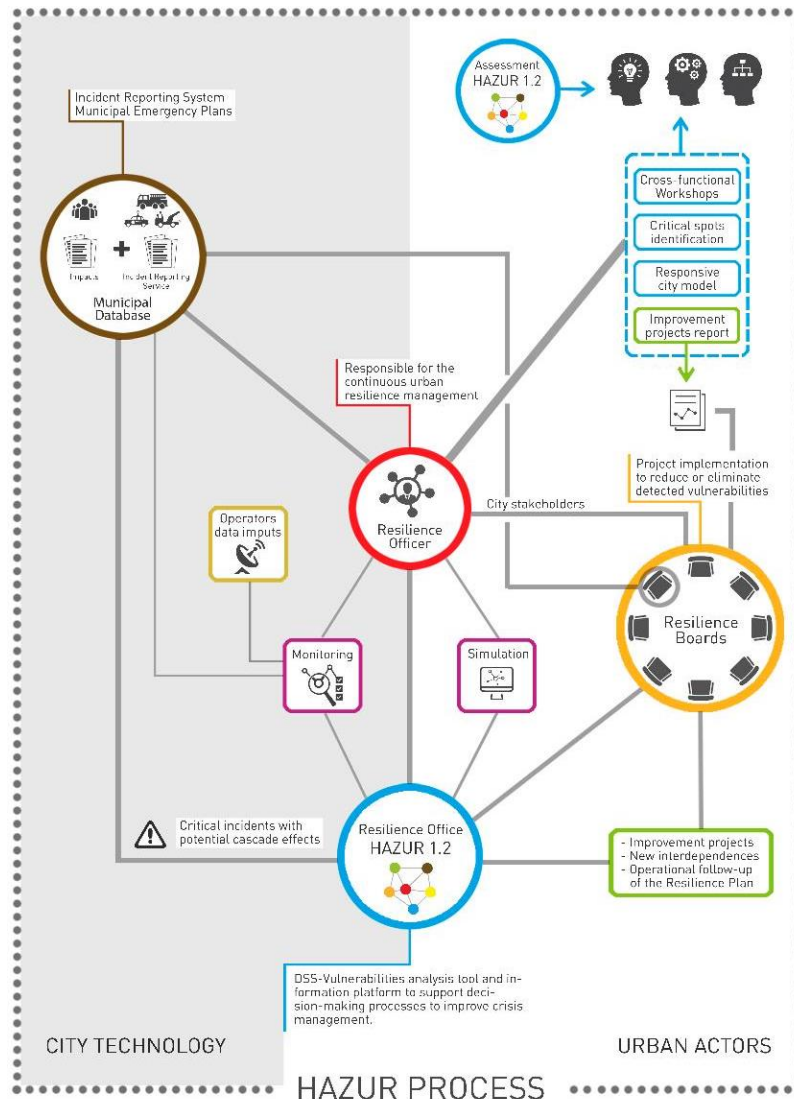 Assessment
HAZUR 1.2
Incident Reporting System
Municipal Emergency Plans
Cross-functional
Workshops
Critical spots
identification
Responsive
city model
Improvement
projects report
Impacts
Incident Reporting
Service
Municipal
Database
Responsible for the
continuous urban
resilience management
Project implementation
to reduce or eliminate
detected vulnerabilities
Operators
data imputs
Resilience
Officer
City stakeholders
Resilience
Boards
Monitoring
Simulation
Critical incidents with
potential cascade effects
Resilience Office
HAZUR 1.2
- Improvement projects
- New interdependences
- Operational follow-up
of the Resilience Plan
DSS-Vulnerabilities analysis tool and in-
formation platform to support deci-
sion-making processes to improve crisis
management.
CITY TECHNOLOGY
URBAN ACTORS
HAZUR PROCESS